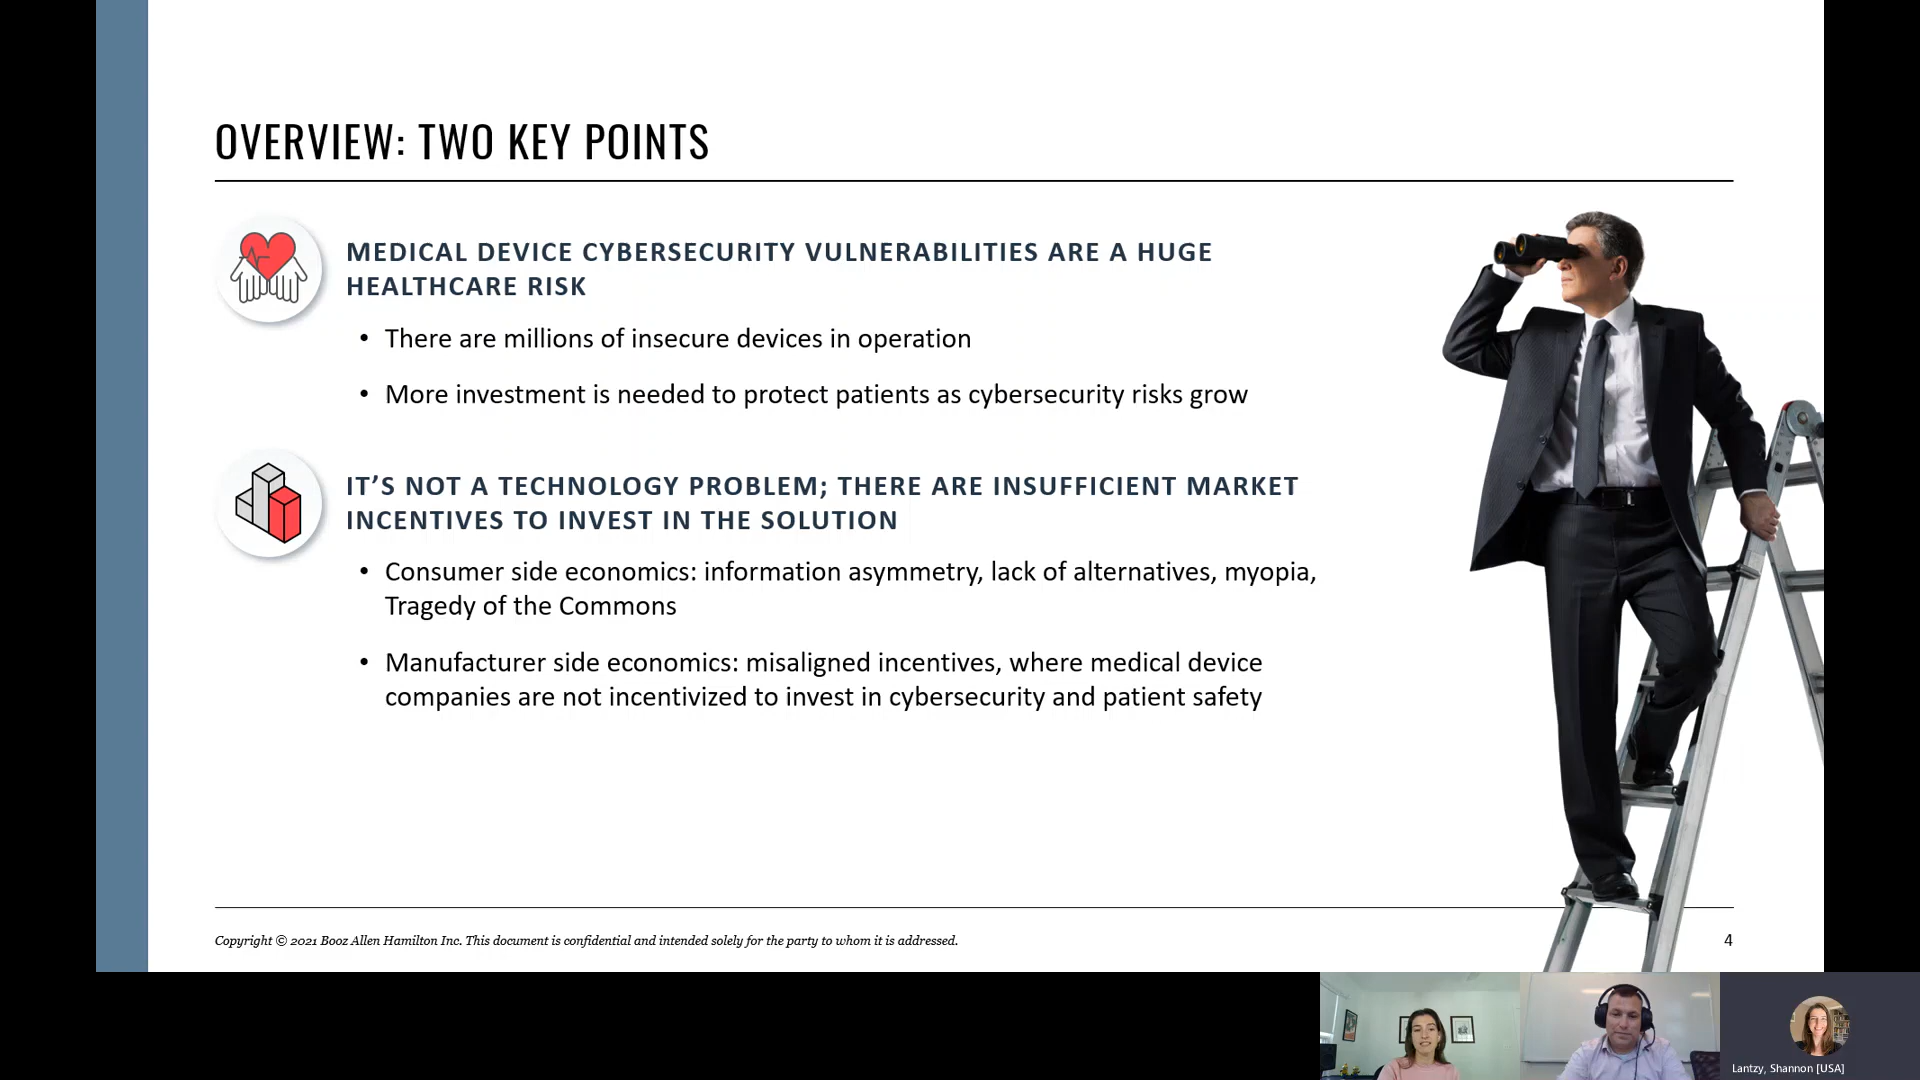 OVERVIEW: TWO KEY POINTS
MEDICAL DEVICE CYBERSECURITY VULNERABILITIES ARE A HUGE
HEALTHCARE RISK
• There are millions of insecure devices in operation
• More investment is needed to protect patients as cybersecurity risks grow
IT’S NOT A TECHNOLOGY PROBLEM; THERE ARE INSUFFICIENT MARKET
INCENTIVES TO INVEST IN THE SOLUTION
• Consumer side economics: information asymmetry, lack of alternatives, myopia,
Tragedy of the Commons
• Manufacturer side economics: misaligned incentives, where medical device
companies are not incentivized to invest in cybersecurity and patient safety
Copyright © 2021 Booz Allen Hamilton Inc. This document is confidential and intended solely for the party to whom it is addressed.
4
Lantzy, Shannon [USA]